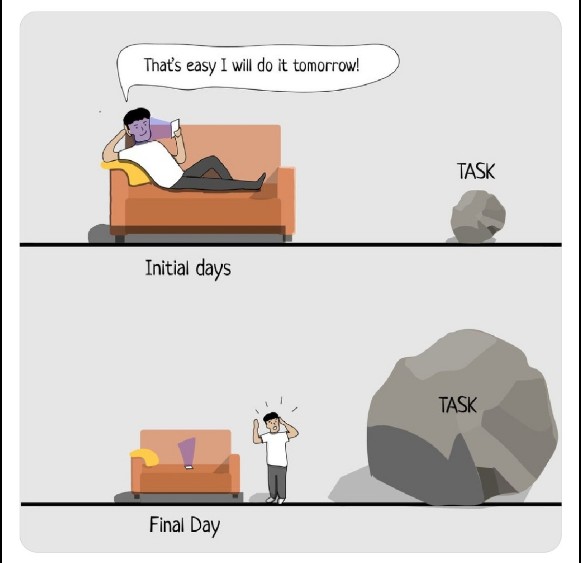 That's easy I will do it tomorrow!
TASK
Initial days
TASK
Final Day